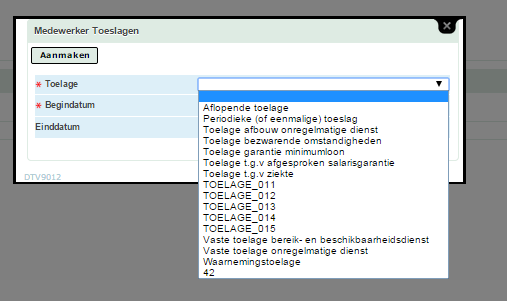 Medewerker Toeslagen
Aanmaken
* Toelage
* Begindatum
Einddatum
Aflopende toelage
Periodieke (of eenmalige) toeslag
Toelage afbouw onregelmatige dienst
Toelage bezwarende omstandigheden
Toelage garantie minimumloon
Toelage t.g.v afgesproken salarisgarantie
Toelage t.g.v ziekte
TOELAGE_011
TOELAGE_012
TOELAGE_013
TOELAGE_014
TOELAGE_015
Vaste toelage bereik- en beschikbaarheidsdienst
Vaste toelage onregelmatige dienst
Waarnemingstoelage
42
DTV9012